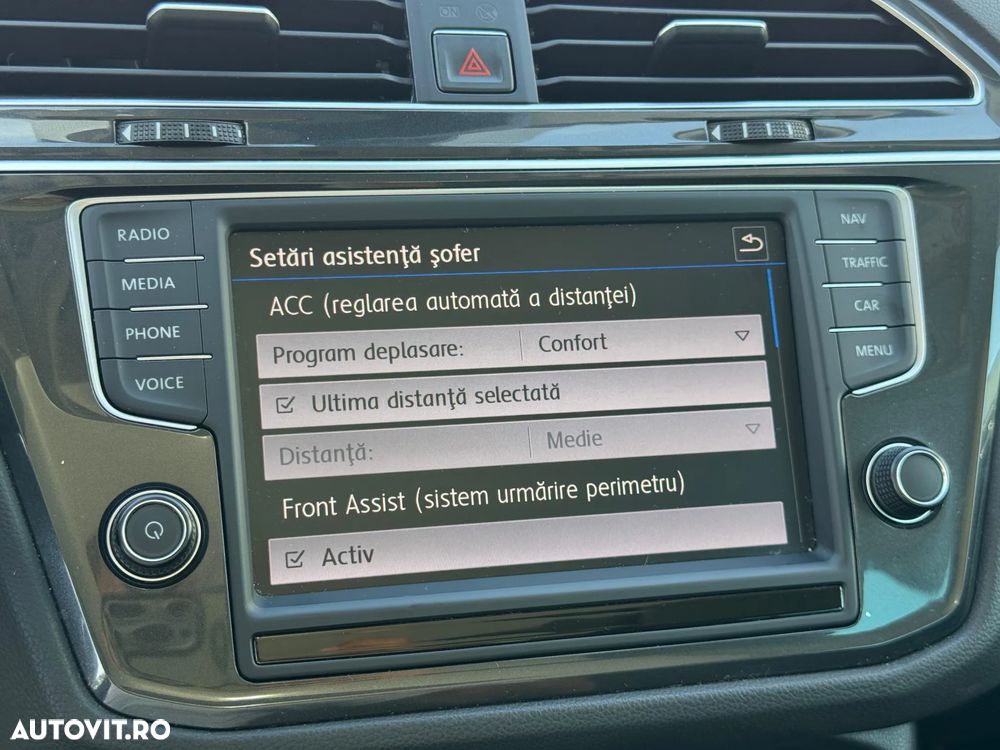 ON
RADIO
MEDIA
PHONE
VOICE
Setări asistenţă şofer
ACC (reglarea automată a distanţei)
Program deplasare: Confort
Ultima distanţă selectată
Distanţă: Medie
Front Assist (sistem urmărire perimetru)
Activ
NAV
TRAFFIC
CAR
MENU
AUTOVIT.RO